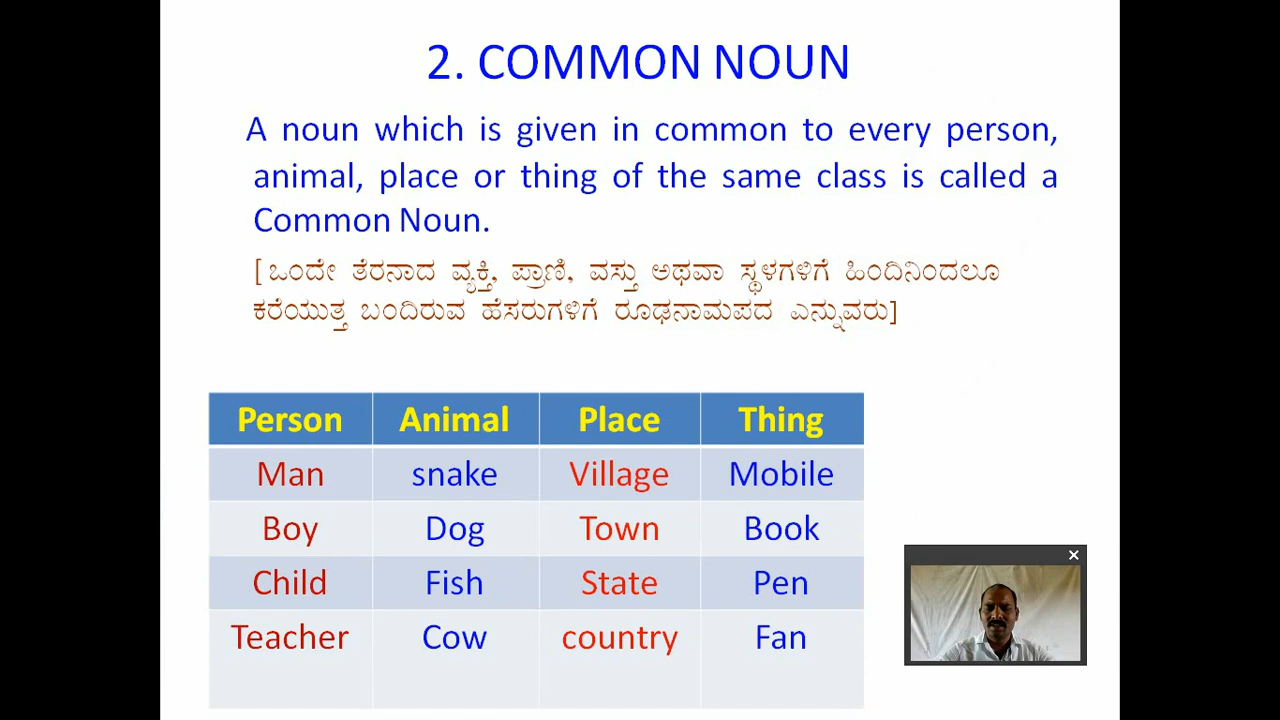 2. COMMON NOUN
A noun which is given in common to every person,
animal, place or thing of the same class is called a
Common Noun.
[ಒಂದೇ ತೆರನಾದ ವ್ಯಕ್ತಿ, ಪ್ರಾಣಿ, ವಸ್ತು ಅಥವಾ ಸ್ಥಳಗಳಿಗೆ ಹಿಂದಿನಿಂದಲೂ
ಕರೆಯುತ್ತ ಬಂದಿರುವ ಹೆಸರುಗಳಿಗೆ ರೂಢನಾಮಪದ ಎನ್ನುವರು]
Person Animal Place Thing
Man snake Village Mobile
Boy Dog Town Book
Child Fish State Pen
Teacher Cow country Fan